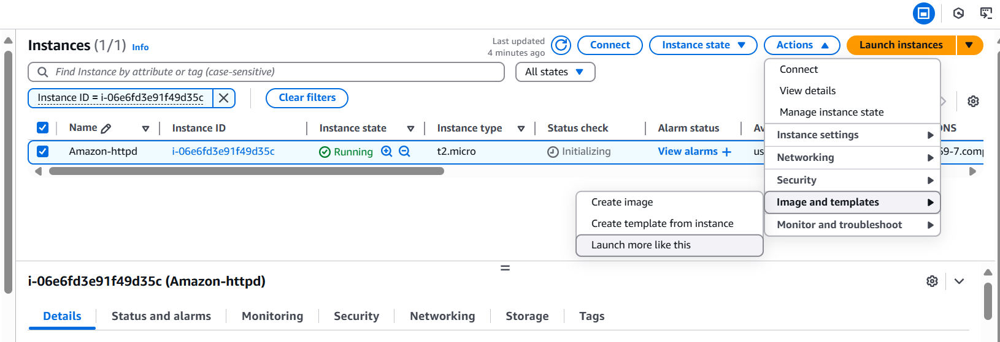 Instances (1/1) Info
Last updated
4 minutes ago
Connect
Instance state
Actions
Launch instances
Find Instance by attribute or tag (case-sensitive)
All states
Instance ID = i-06e6fd3e91f49d35c
Clear filters
Name
Instance ID
Instance state
Instance type
Status check
Alarm status
Av
NS
Amazon-httpd
i-06e6fd3e91f49d35c
Running
t2.micro
Initializing
View alarms +
us
59-7.comp
Connect
View details
Manage instance state
Instance settings
Networking
Security
Image and templates
Monitor and troubleshoot
Create image
Create template from instance
Launch more like this
i-06e6fd3e91f49d35c (Amazon-httpd)
Details
Status and alarms
Monitoring
Security
Networking
Storage
Tags